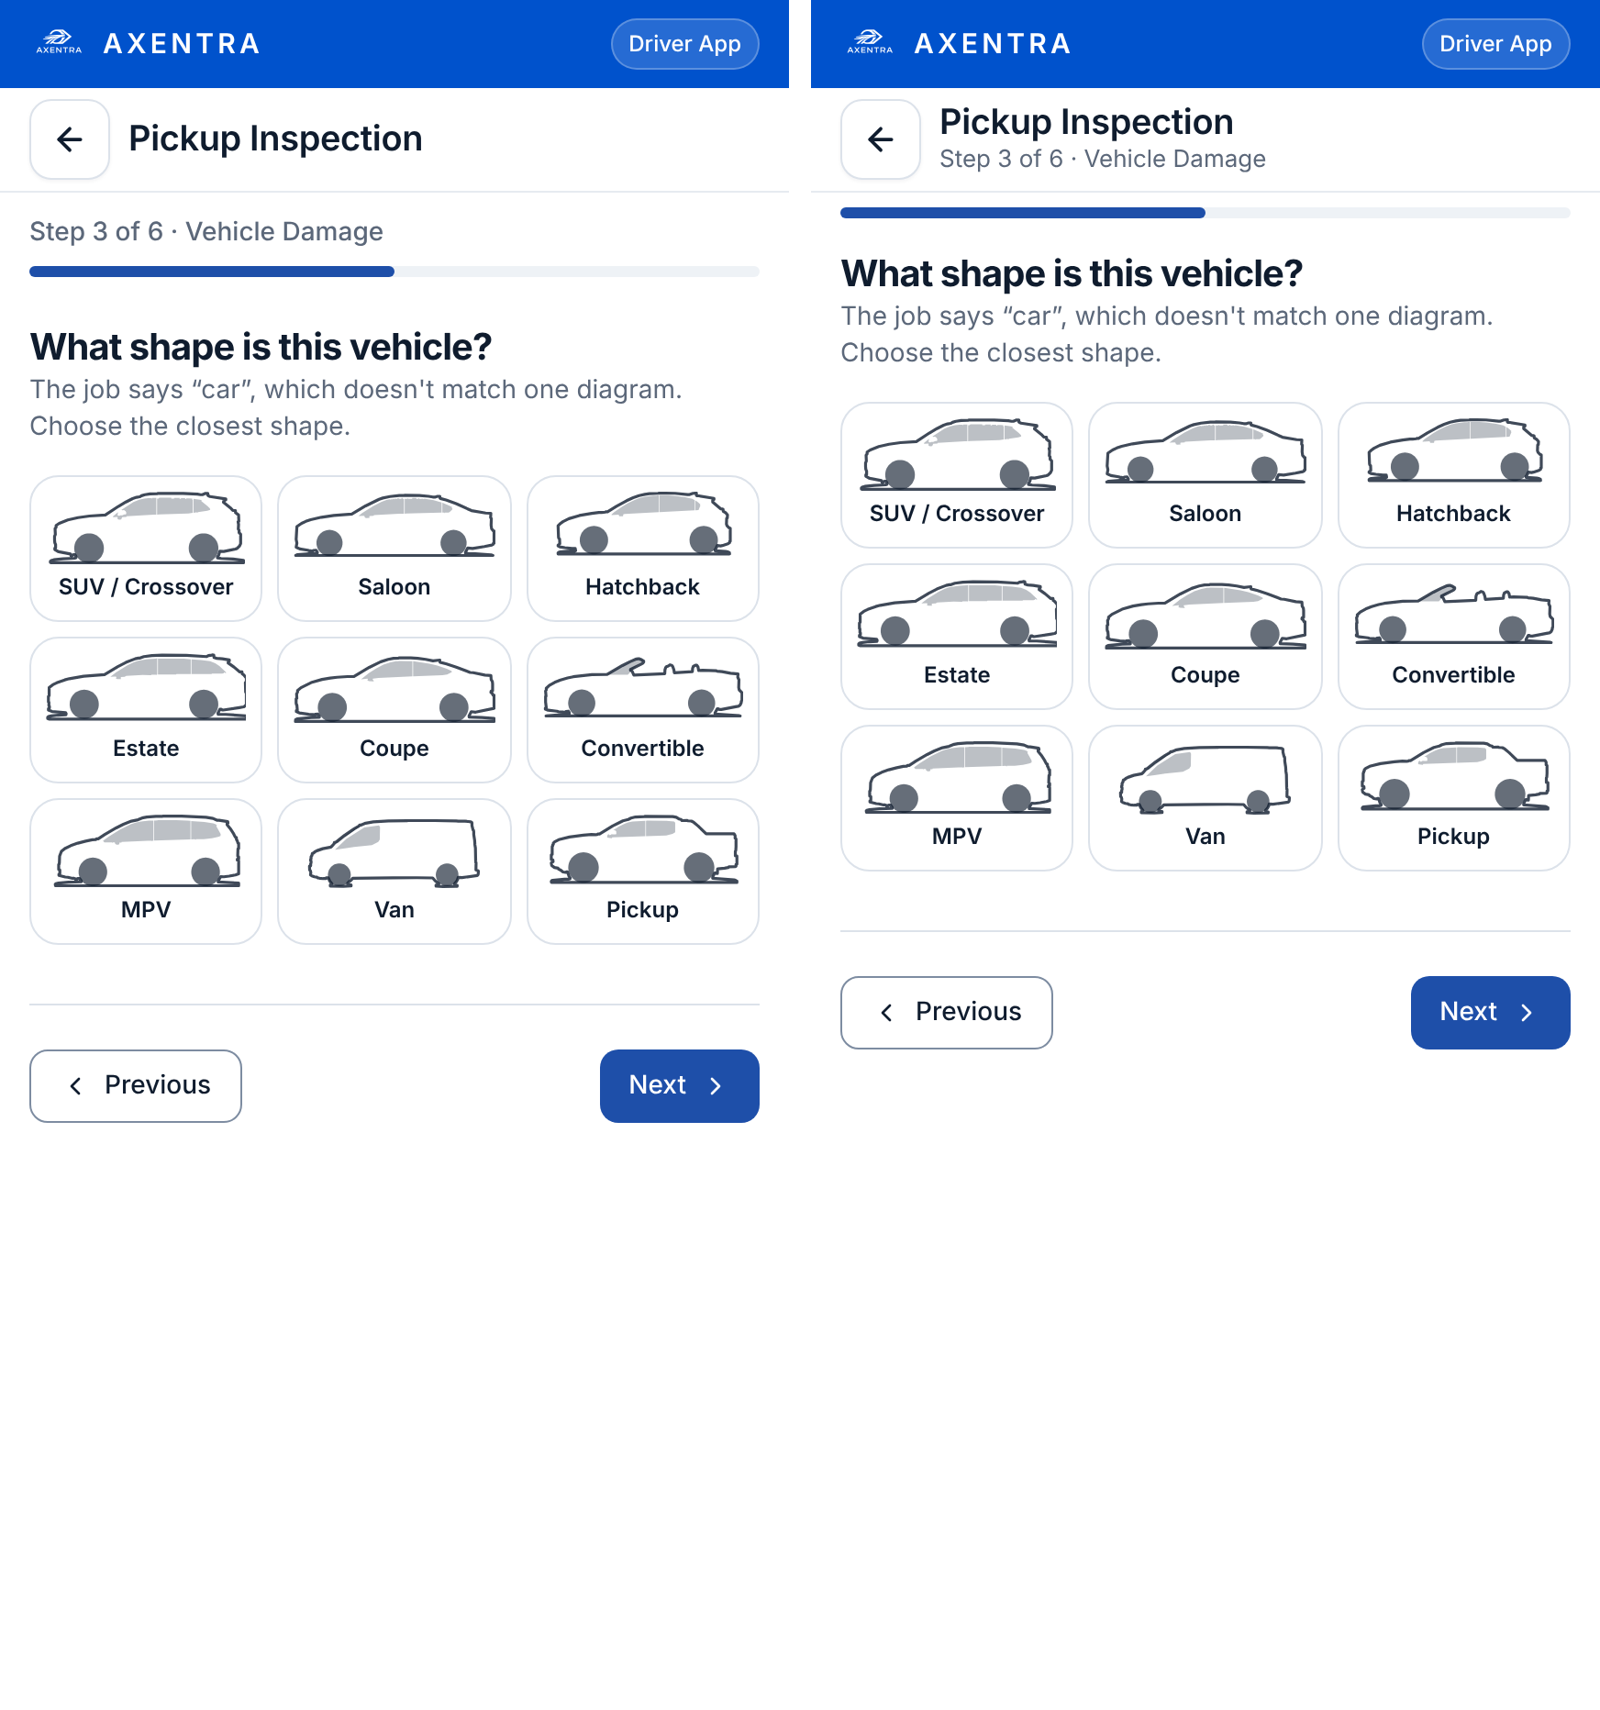 AXENTRA
AXENTRA
Driver App
Pickup Inspection
Step 3 of 6 · Vehicle Damage
What shape is this vehicle?
The job says “car”, which doesn't match one diagram.
Choose the closest shape.
SUV / Crossover
Saloon
Hatchback
Estate
Coupe
Convertible
MPV
Van
Pickup
Previous
Next
AXENTRA
AXENTRA
Driver App
Pickup Inspection
Step 3 of 6 · Vehicle Damage
What shape is this vehicle?
The job says “car”, which doesn't match one diagram.
Choose the closest shape.
SUV / Crossover
Saloon
Hatchback
Estate
Coupe
Convertible
MPV
Van
Pickup
Previous
Next